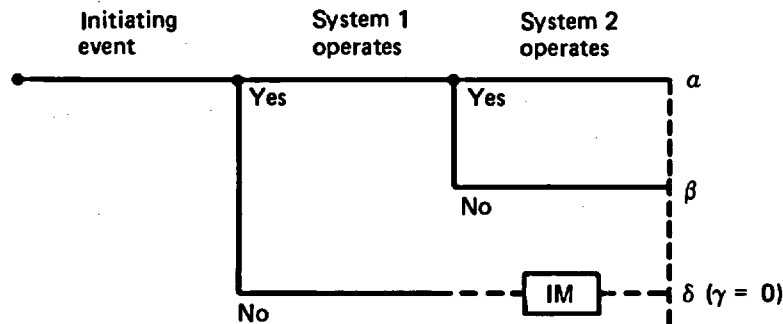 Initiating event
System 1 operates
System 2 operates
Yes
Yes
α
No
β
No
IM
δ (γ = 0)